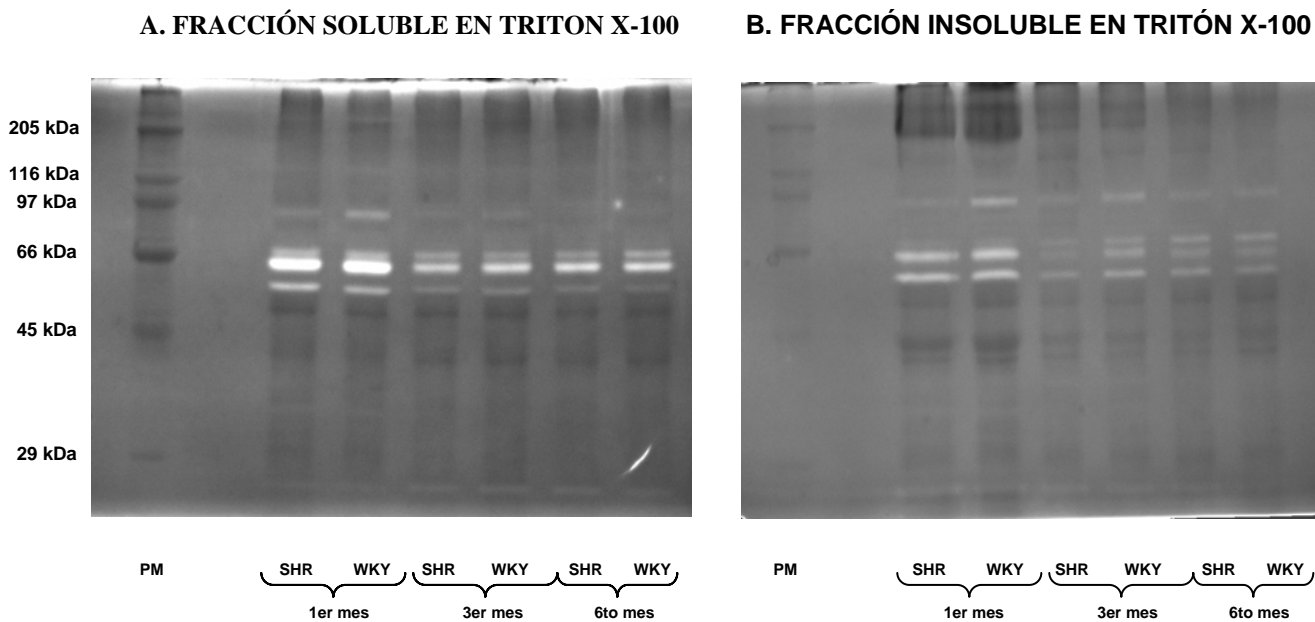 A. FRACCIÓN SOLUBLE EN TRITON X-100
B. FRACCIÓN INSOLUBLE EN TRITÓN X-100
205 kDa
116 kDa
97 kDa
66 kDa
45 kDa
29 kDa
PM SHR WKY SHR WKY SHR WKY
1er mes 3er mes 6to mes
PM SHR WKY SHR WKY SHR WKY
1er mes 3er mes 6to mes